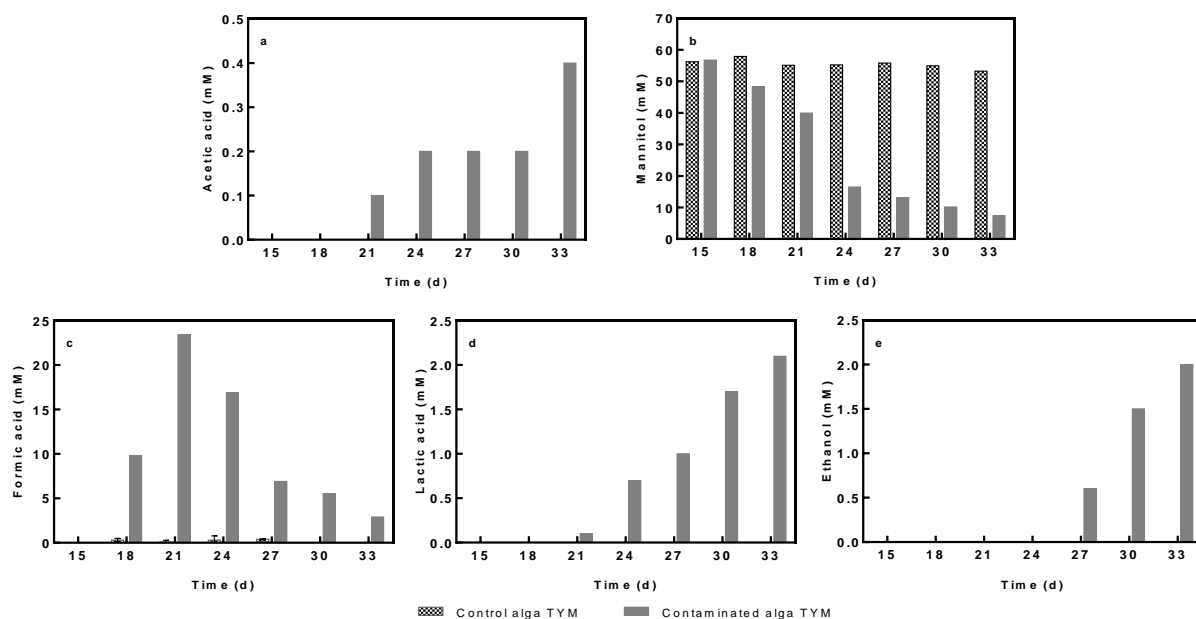 a
Acetic acid (mM)
0.5
0.4
0.3
0.2
0.1
0.0
15 18 21 24 27 30 33
Time (d)
b
Mannitol (mM)
70
60
50
40
30
20
10
0
15 18 21 24 27 30 33
Time (d)
c
Formic acid (mM)
25
20
15
10
5
0
15 18 21 24 27 30 33
Time (d)
d
Lactic acid (mM)
2.5
2.0
1.5
1.0
0.5
0.0
15 18 21 24 27 30 33
Time (d)
e
Ethanol (mM)
2.5
2.0
1.5
1.0
0.5
0.0
15 18 21 24 27 30 33
Time (d)
Control alga TYM Contaminated alga TYM